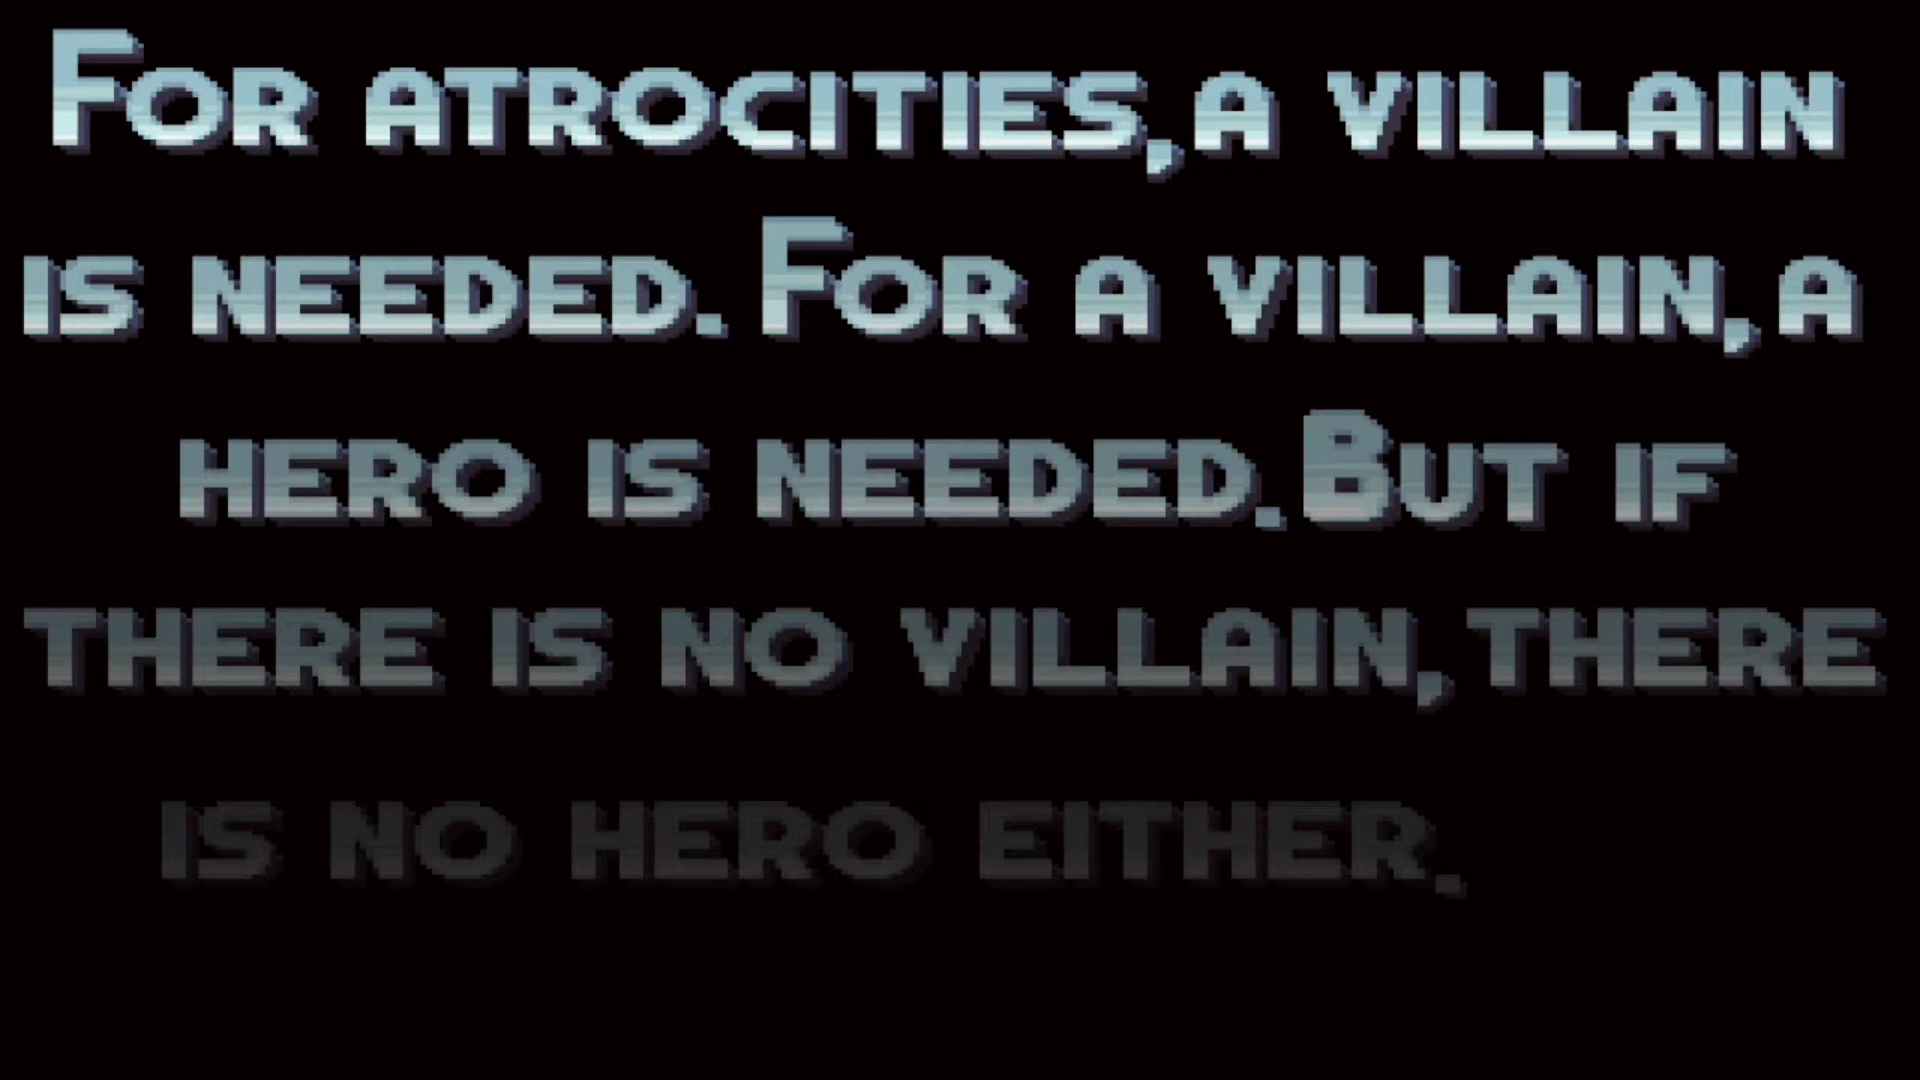 For atrocities, a villain
is needed. For a villain, a
hero is needed. But if
there is no villain, there
is no hero either.